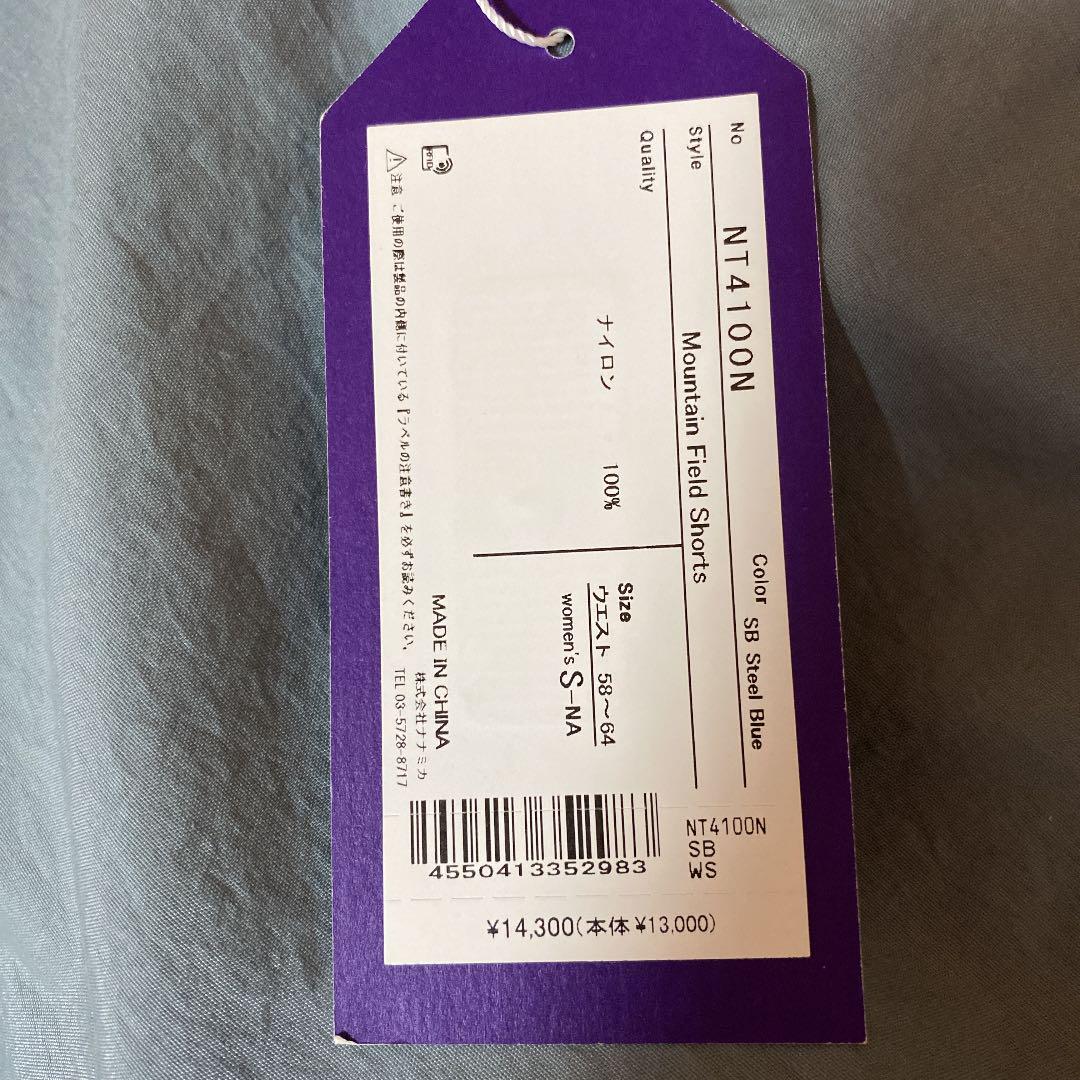 No NT4100N Color SB Steel Blue
Style Mountain Field Shorts
Quality
ナイロン 100%
Size
ウエスト 58～64
women's S-NA
RFID
MADE IN CHINA
株式会社ナナミカ
⚠注意 ご使用の際は製品の内側に付いている『ラベルの注意書き』を必ずお読みください。 TEL 03-5728-8717
NT4100N
SB
WS
4550413352983
¥14,300(本体¥13,000)